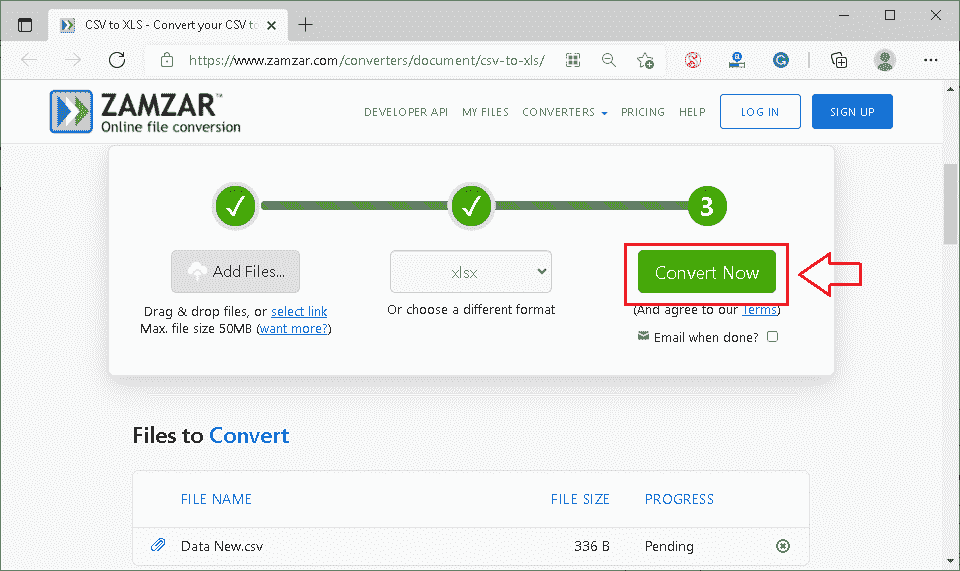 CSV to XLS - Convert your CSV to
https://www.zamzar.com/converters/document/csv-to-xls/
ZAMZAR™
Online file conversion
DEVELOPER API MY FILES CONVERTERS PRICING HELP LOG IN SIGN UP
3
Add Files... xlsx Convert Now
Drag & drop files, or select link
Max. file size 50MB (want more?)
Or choose a different format
(And agree to our Terms)
Email when done?
Files to Convert
FILE NAME FILE SIZE PROGRESS
Data New.csv 336 B Pending